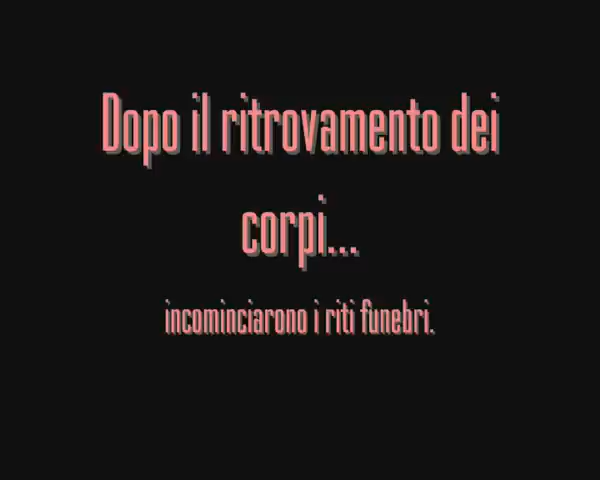 Dopo il ritrovamento dei
corpi...
incominciarono i riti funebri.